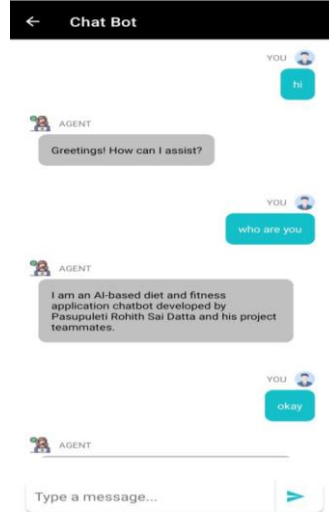 Chat Bot
YOU
hi
AGENT
Greetings! How can I assist?
YOU
who are you
AGENT
I am an AI-based diet and fitness
application chatbot developed by
Pasupuleti Rohith Sai Datta and his project
teammates.
YOU
okay
AGENT
Type a message...